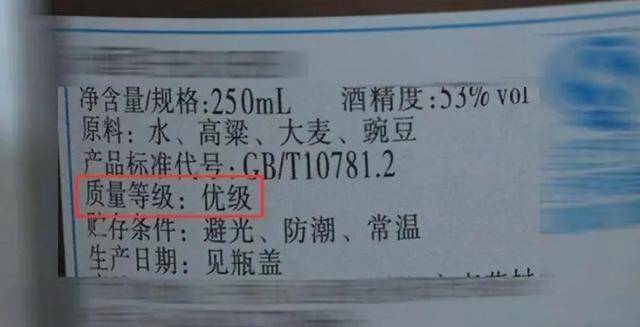 净含量/规格:250mL 酒精度:53% vol
原料: 水、高粱、大麦、豌豆
产品标准代号:GB/T10781.2
质量等级: 优级
贮存条件: 避光、防潮、常温
生产日期: 见瓶盖